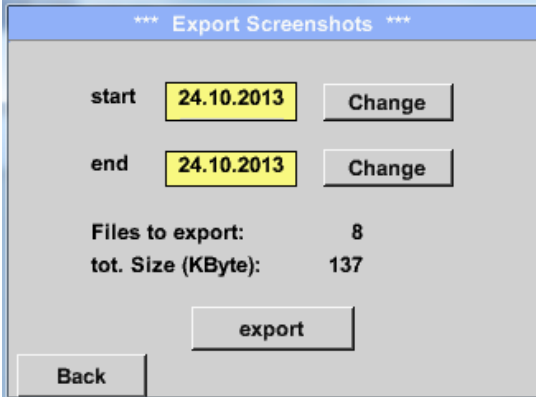 *** Export Screenshots ***
start 24.10.2013 Change
end 24.10.2013 Change
Files to export: 8
tot. Size (KByte): 137
export
Back